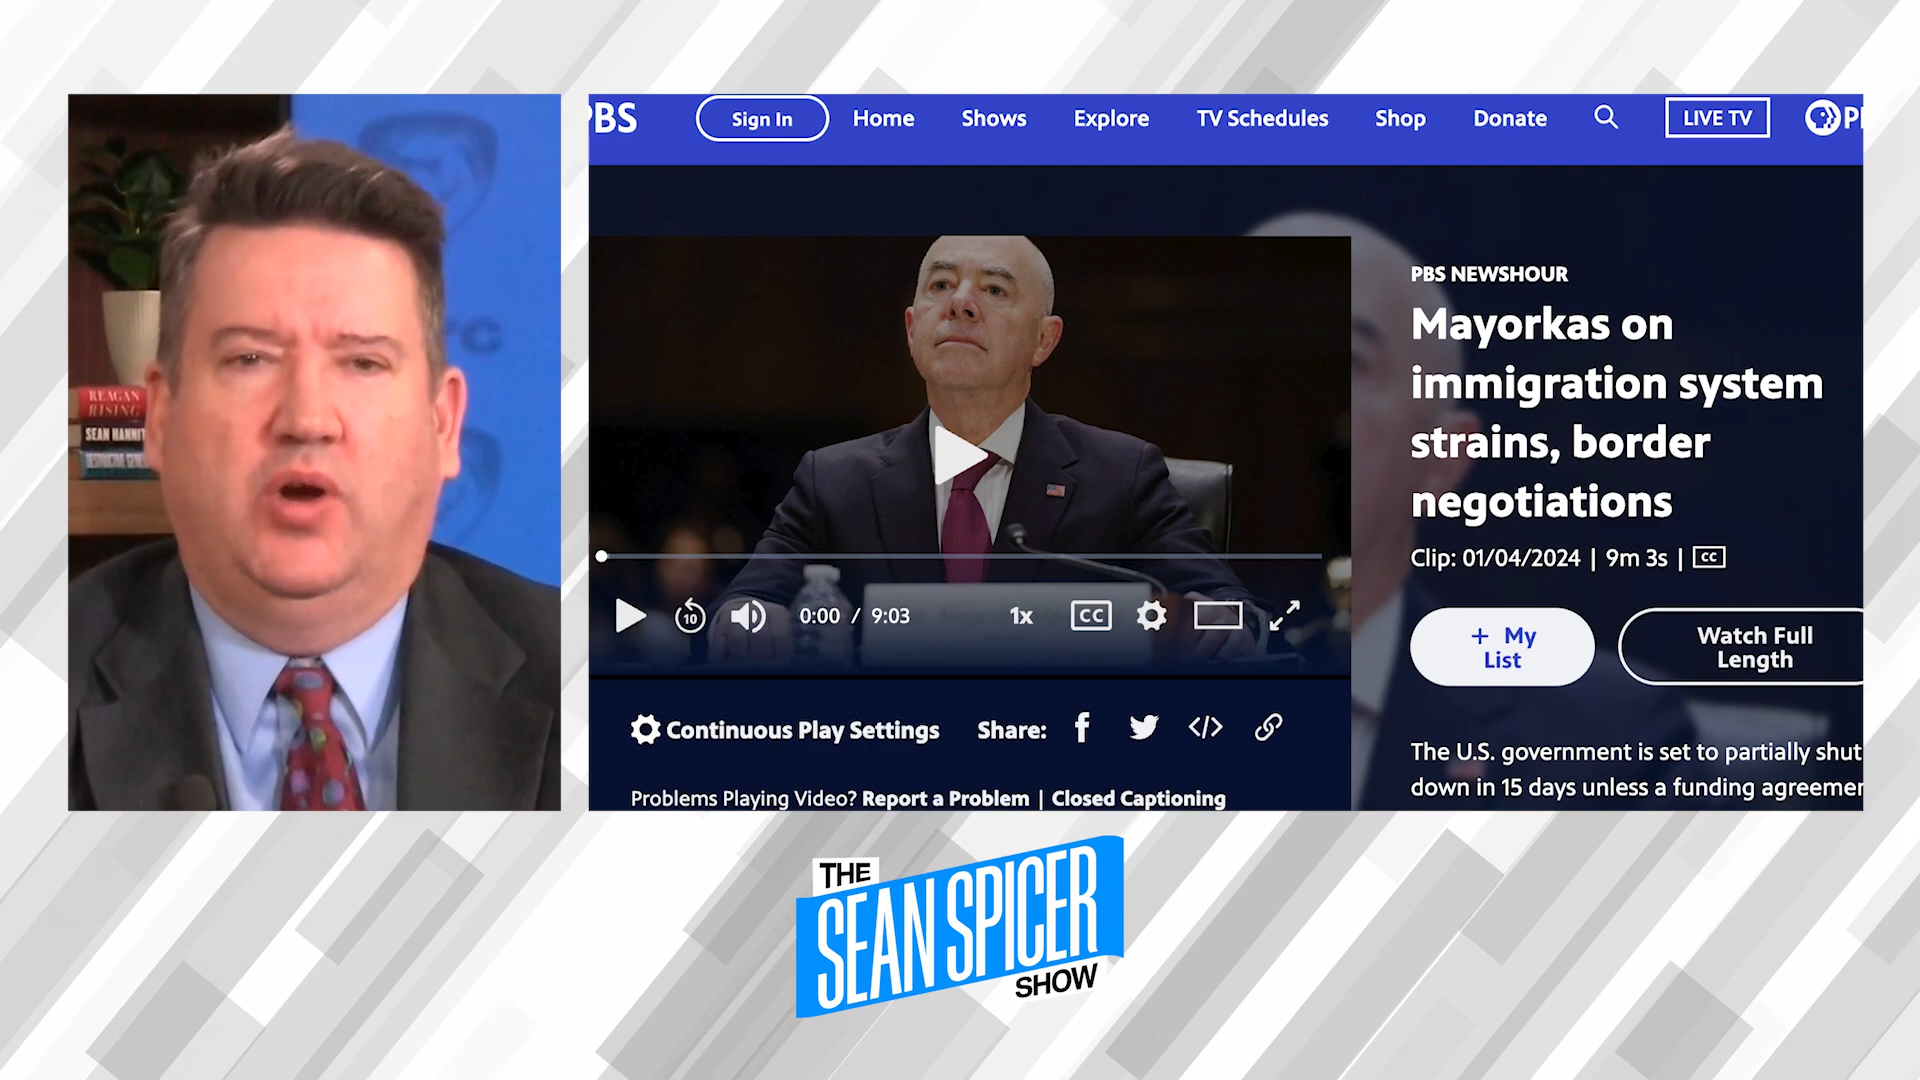 REAGAN
RISING
SEAN HANNIT
rc
PBS
Sign In
Home
Shows
Explore
TV Schedules
Shop
Donate
LIVE TV
P
PBS NEWSHOUR
Mayorkas on
immigration system
strains, border
negotiations
Clip: 01/04/2024 | 9m 3s | CC
+ My
List
Watch Full
Length
The U.S. government is set to partially shut
down in 15 days unless a funding agreemen
10
0:00 / 9:03
1x
CC
Continuous Play Settings
Share:
Problems Playing Video? Report a Problem | Closed Captioning
THE
SEAN SPICER
SHOW